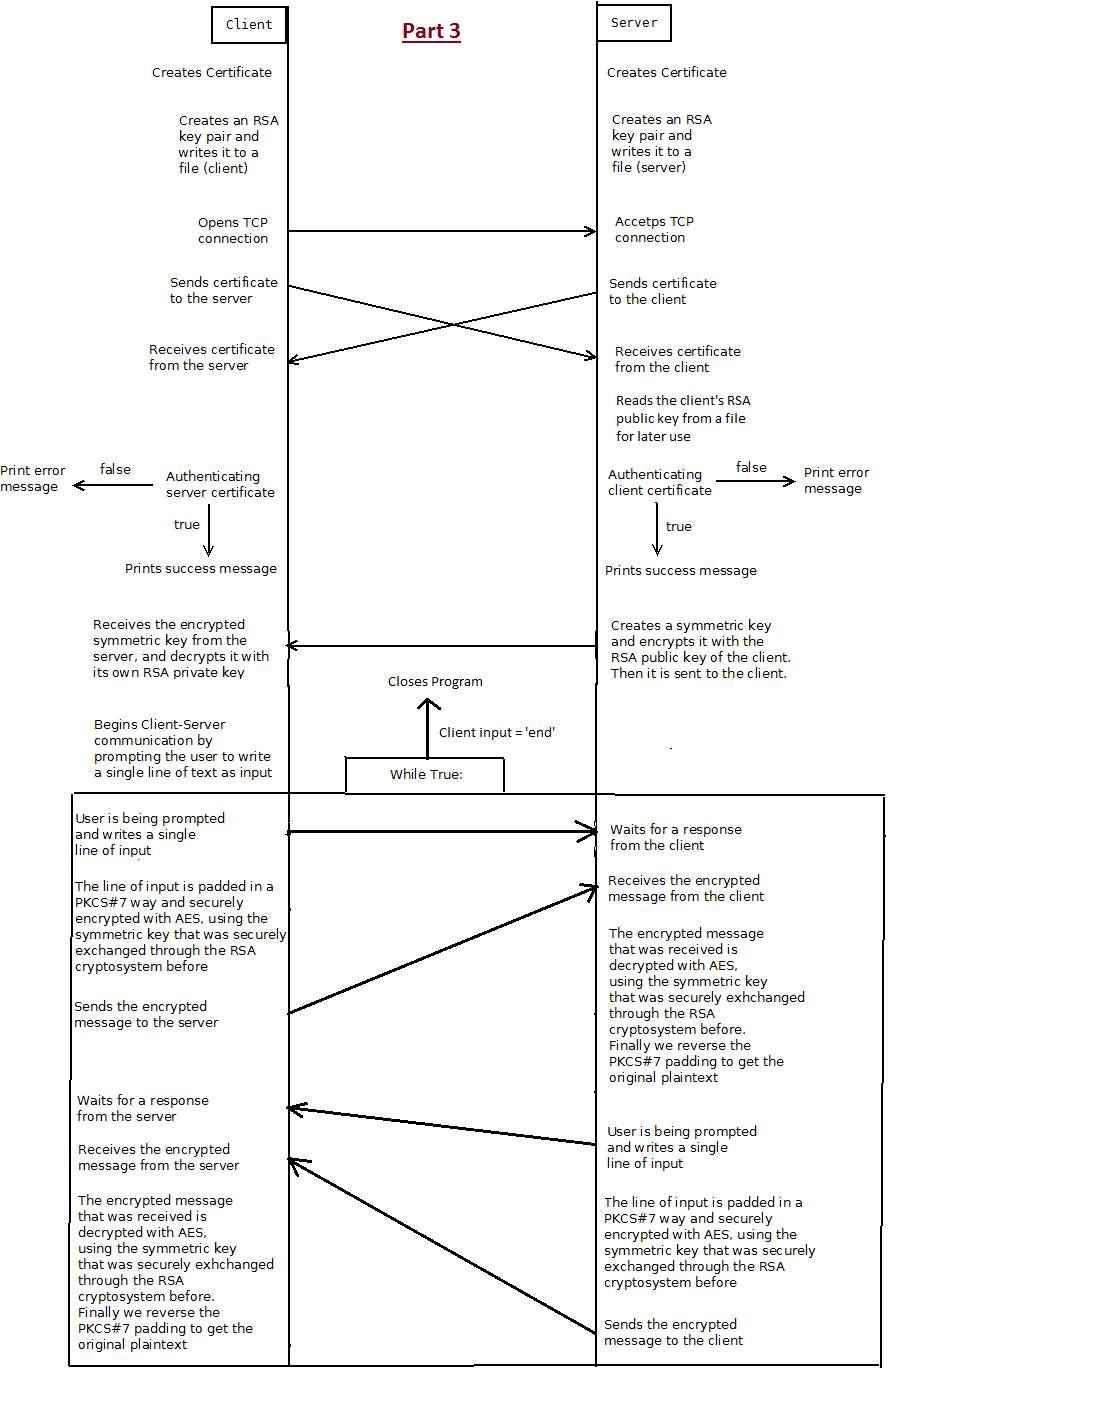 Client
Part 3
Server
Creates Certificate
Creates Certificate
Creates an RSA
key pair and
writes it to a
file (client)
Creates an RSA
key pair and
writes it to a
file (server)
Opens TCP
connection
Accetps TCP
connection
Sends certificate
to the server
Sends certificate
to the client
Receives certificate
from the server
Receives certificate
from the client
Reads the client's RSA
public key from a file
for later use
Print error
message
false
Authenticating
server certificate
true
Prints success message
Authenticating
client certificate
false
Print error
message
true
Prints success message
Receives the encrypted
symmetric key from the
server, and decrypts it with
its own RSA private key
Creates a symmetric key
and encrypts it with the
RSA public key of the client.
Then it is sent to the client.
Closes Program
Client input = 'end'
Begins Client-Server
communication by
prompting the user to write
a single line of text as input
While True:
User is being prompted
and writes a single
line of input
Waits for a response
from the client
The line of input is padded in a
PKCS#7 way and securely
encrypted with AES, using the
symmetric key that was securely
exchanged through the RSA
cryptosystem before
Receives the encrypted
message from the client
The encrypted message
that was received is
decrypted with AES,
using the symmetric key
that was securely exhchanged
through the RSA
cryptosystem before.
Finally we reverse the
PKCS#7 padding to get the
original plaintext
Sends the encrypted
message to the server
Waits for a response
from the server
User is being prompted
and writes a single
line of input
Receives the encrypted
message from the server
The encrypted message
that was received is
decrypted with AES,
using the symmetric key
that was securely exhchanged
through the RSA
cryptosystem before.
Finally we reverse the
PKCS#7 padding to get the
original plaintext
The line of input is padded in a
PKCS#7 way and securely
encrypted with AES, using the
symmetric key that was securely
exchanged through the RSA
cryptosystem before
Sends the encrypted
message to the client